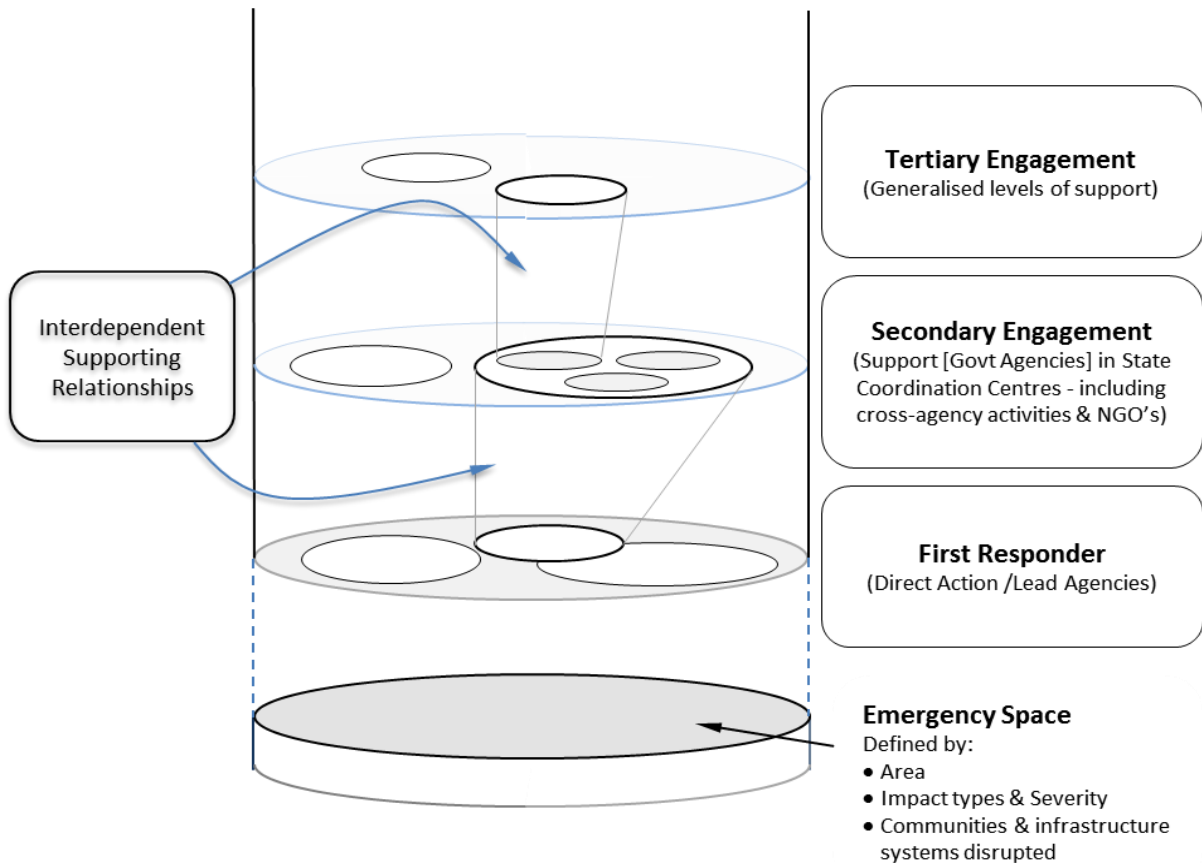 Tertiary Engagement
(Generalised levels of support)
Interdependent
Supporting
Relationships
Secondary Engagement
(Support [Govt Agencies] in State
Coordination Centres - including
cross-agency activities & NGO's)
First Responder
(Direct Action /Lead Agencies)
Emergency Space
Defined by:
• Area
• Impact types & Severity
• Communities & infrastructure
systems disrupted